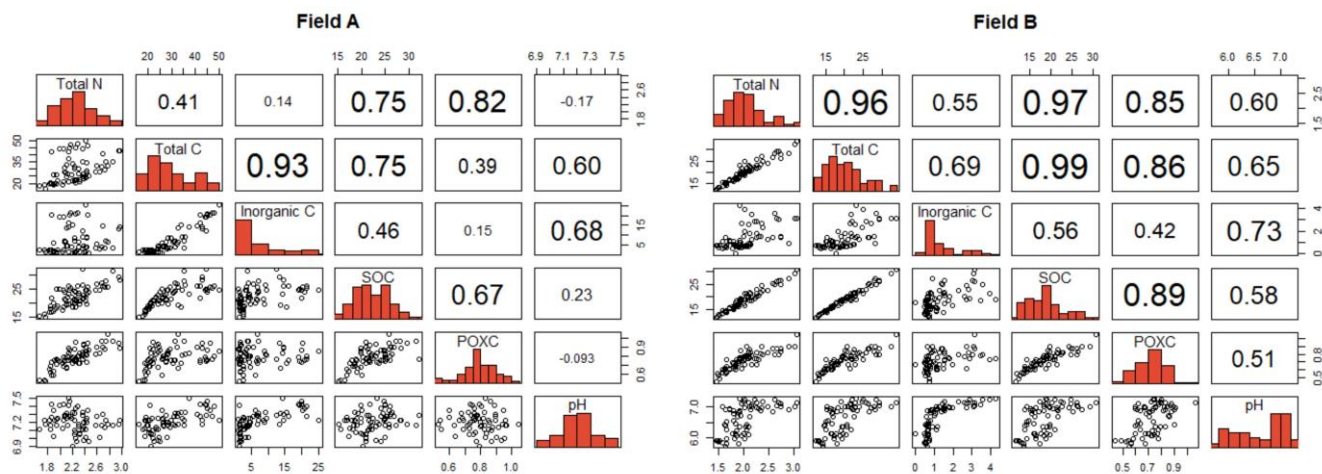 Field A
Field B
20 30 40 50
15 20 25 30
6.9 7.1 7.3 7.5
15 25
15 20 25 30
6.0 7.0
Total N
0.41
0.14
0.75
0.82
-0.17
1.8 2.6
Total N
0.96
0.55
0.97
0.85
0.60
1.5 2.5
20 30 40 50
Total C
0.93
0.75
0.39
0.60
15 25
Total C
0.69
0.99
0.86
0.65
Inorganic C
0.46
0.15
0.68
5 15
Inorganic C
0.56
0.42
0.73
0 2 4
15 25
SOC
0.67
0.23
15 25
SOC
0.89
0.58
POXC
-0.093
0.6 0.9
POXC
0.51
0.5 0.8
6.9 7.2 7.5
pH
6.0 7.0
pH
1.8 2.2 2.6 3.0
5 15 25
0.6 0.8 1.0
1.5 2.0 2.5 3.1
0 1 2 3 4
0.5 0.7 0.9